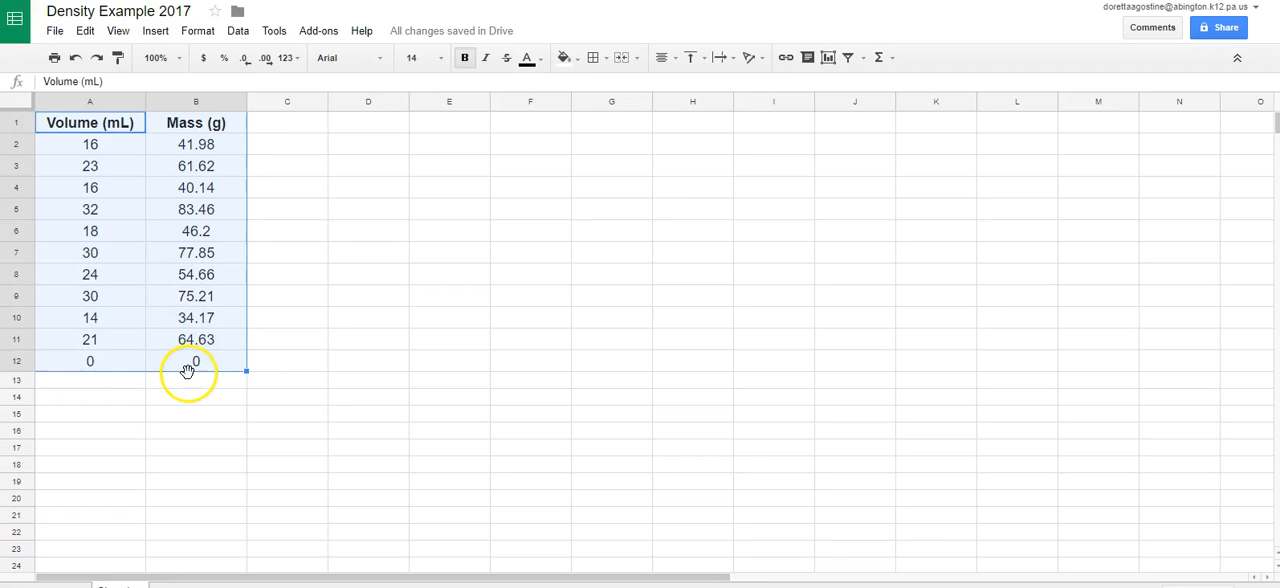 Density Example 2017
dorettaagostine@abington.k12.pa.us
File Edit View Insert Format Data Tools Add-ons Help All changes saved in Drive
Comments Share
100% $ % .0 .00 123 Arial 14 B I S A Σ
fx Volume (mL)
A B C D E F G H I J K L M N O
1 Volume (mL) Mass (g)
2 16 41.98
3 23 61.62
4 16 40.14
5 32 83.46
6 18 46.2
7 30 77.85
8 24 54.66
9 30 75.21
10 14 34.17
11 21 64.63
12 0 0
13
14
15
16
17
18
19
20
21
22
23
24